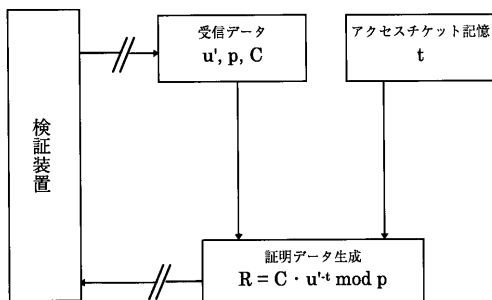 検証装置
受信データ
u', p, C
アクセスチケット記憶
t
証明データ生成
R = C · u'⁻ᵗ mod p